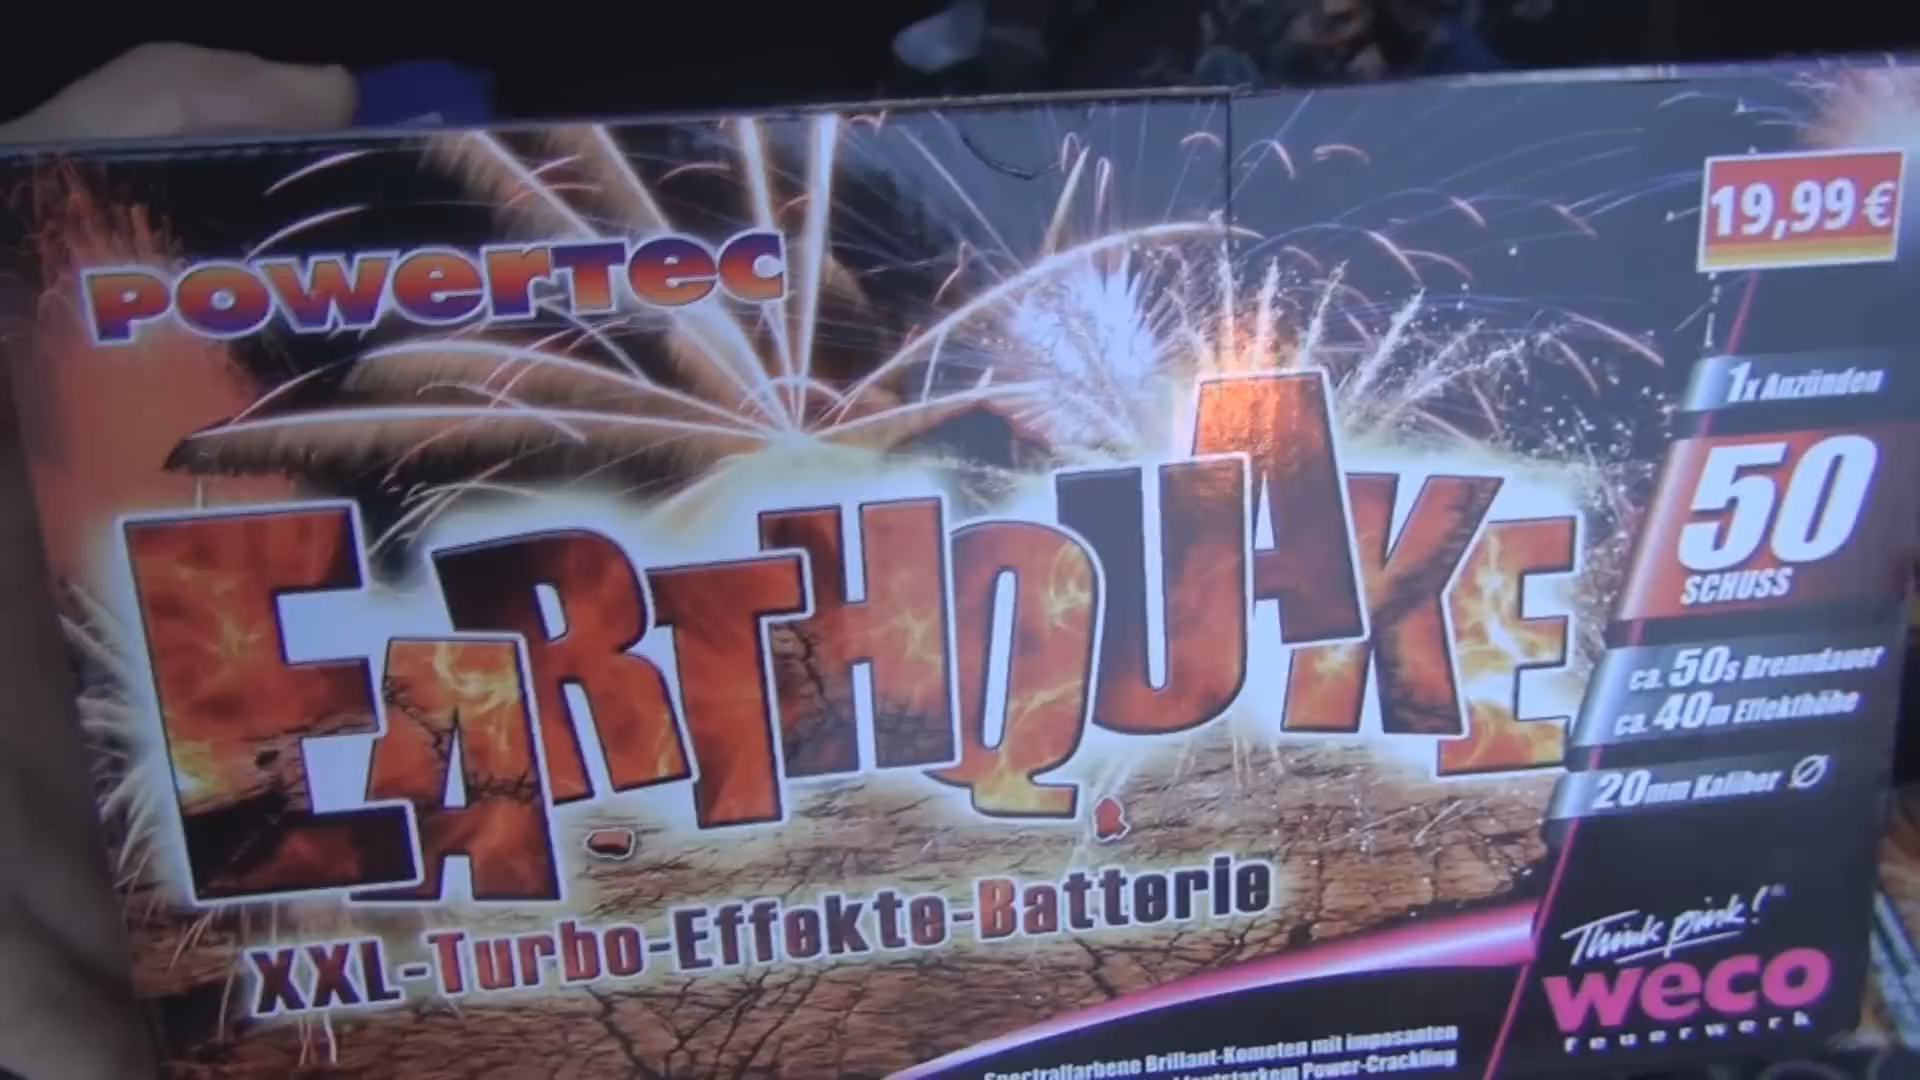 POWERTEC
19,99 €
1x Anzünden
50
SCHUSS
EARTHQUAKE
ca. 50s Brenndauer
ca. 40m Effekthöhe
20mm Kaliber Ø
XXL-Turbo-Effekte-Batterie
Think pink!
weco
feuerwerk
Spectralfarbene Brillant-Kometen mit imposanten
lautstarkem Power-Crackling